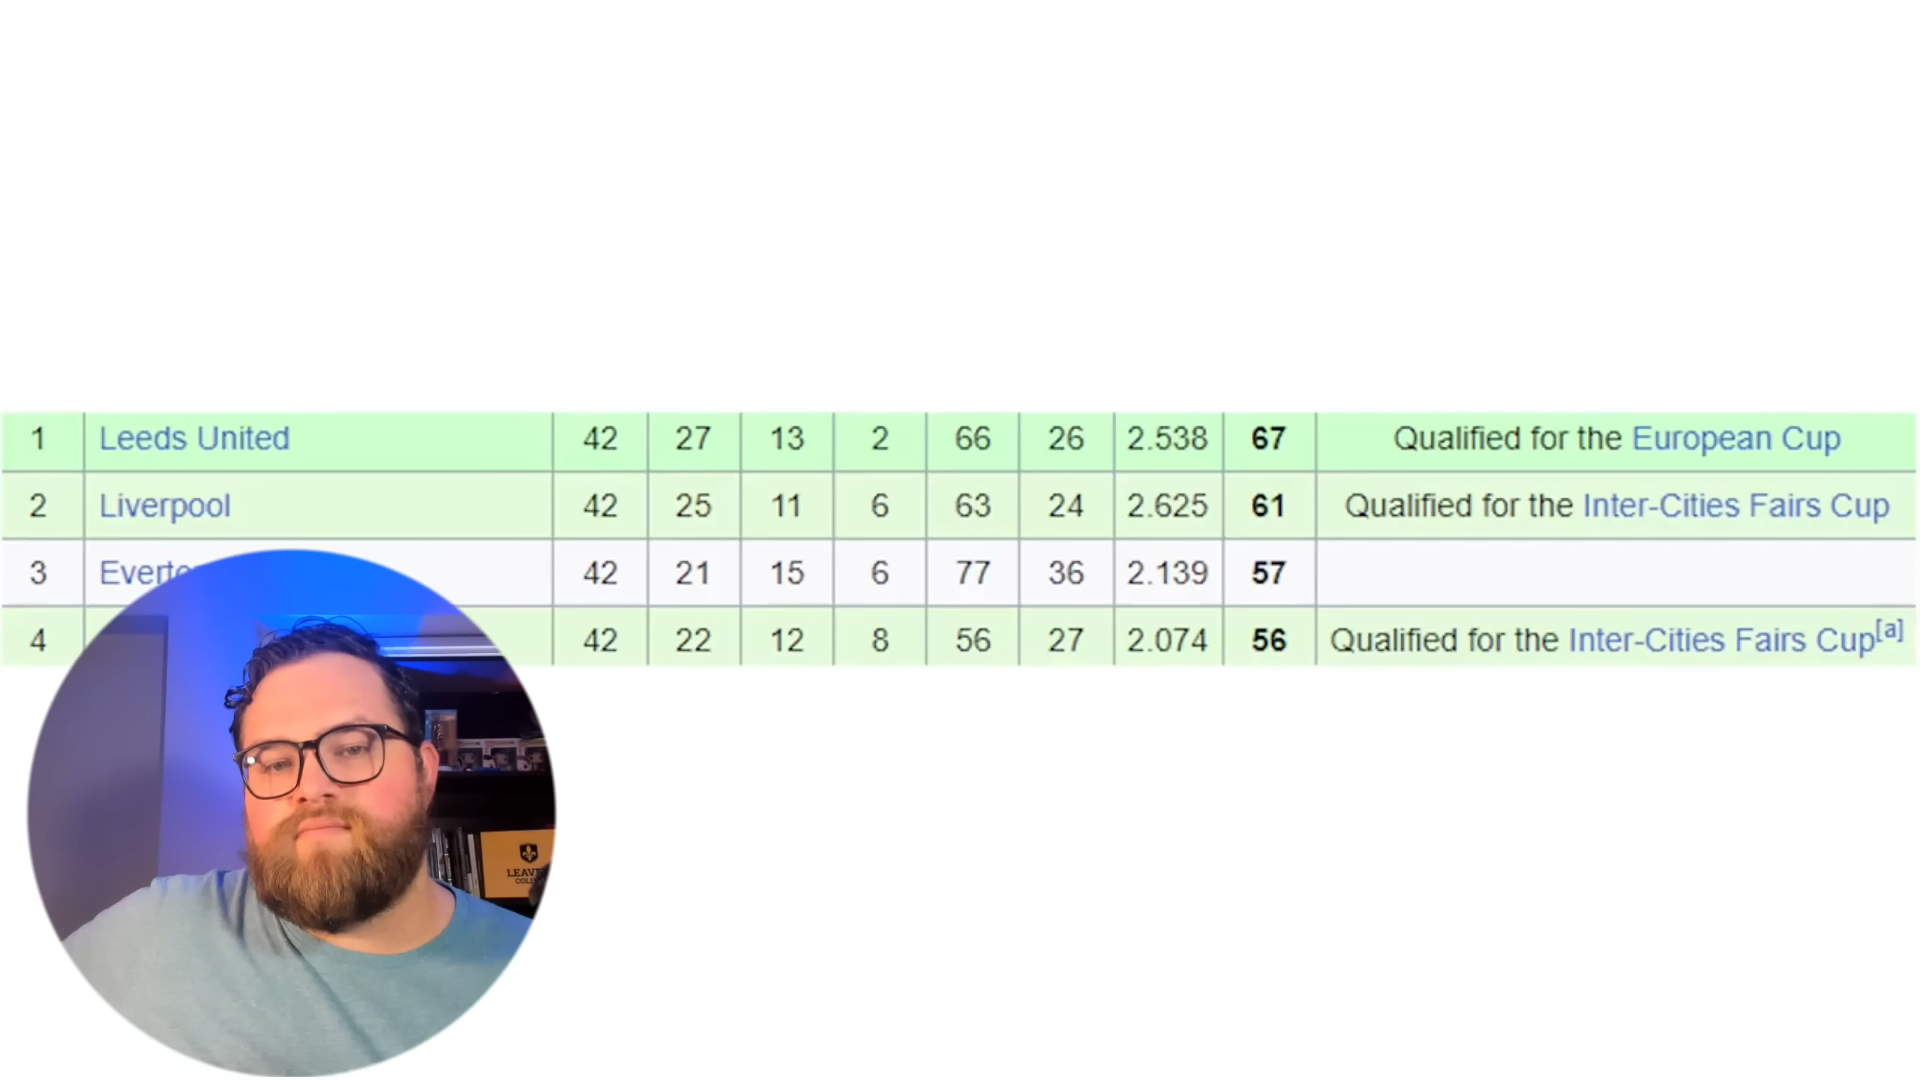 1 Leeds United 42 27 13 2 66 26 2.538 67 Qualified for the European Cup
2 Liverpool 42 25 11 6 63 24 2.625 61 Qualified for the Inter-Cities Fairs Cup
3 Everto 42 21 15 6 77 36 2.139 57
4 42 22 12 8 56 27 2.074 56 Qualified for the Inter-Cities Fairs Cup[a]
LEAV